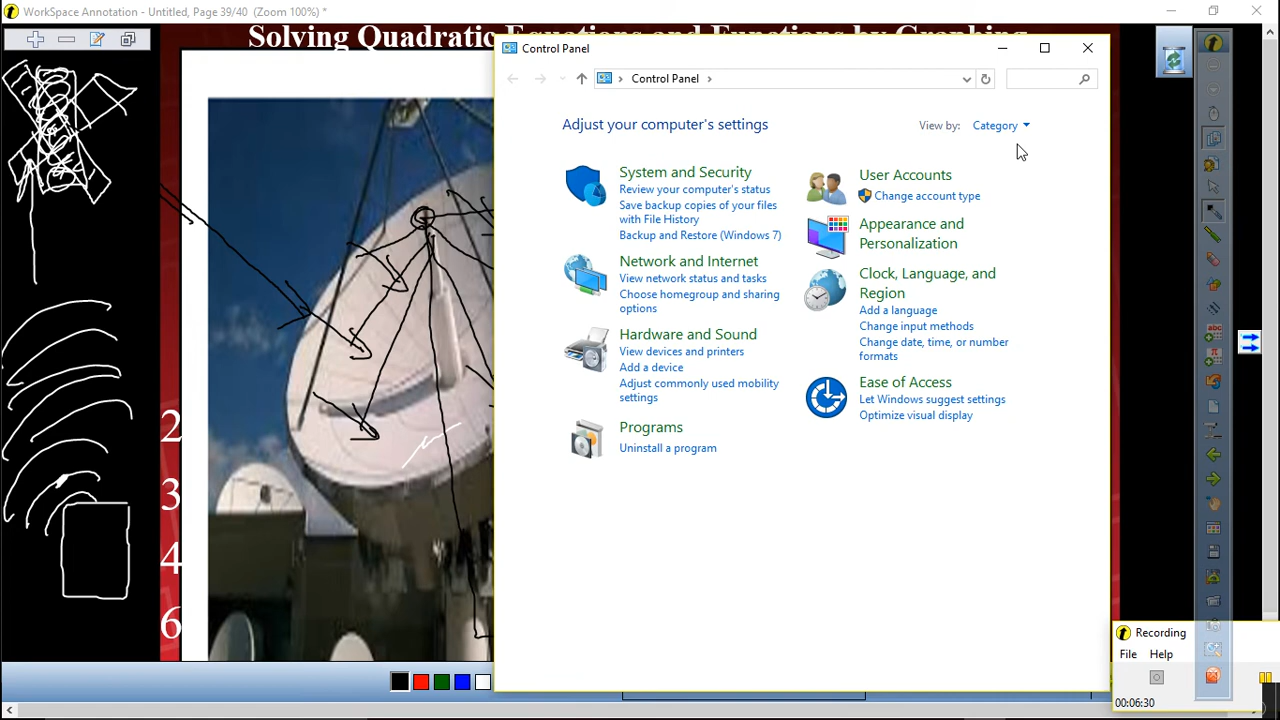 WorkSpace Annotation - Untitled, Page 39/40 (Zoom 100%) *
Solving Quadratic Equations and Functions by Graphing
Control Panel
Control Panel
Adjust your computer's settings
View by: Category
System and Security
Review your computer's status
Save backup copies of your files
with File History
Backup and Restore (Windows 7)
Network and Internet
View network status and tasks
Choose homegroup and sharing
options
Hardware and Sound
View devices and printers
Add a device
Adjust commonly used mobility
settings
Programs
Uninstall a program
User Accounts
Change account type
Appearance and
Personalization
Clock, Language, and
Region
Add a language
Change input methods
Change date, time, or number
formats
Ease of Access
Let Windows suggest settings
Optimize visual display
2
3
4
6
Recording
File Help
00:06:30